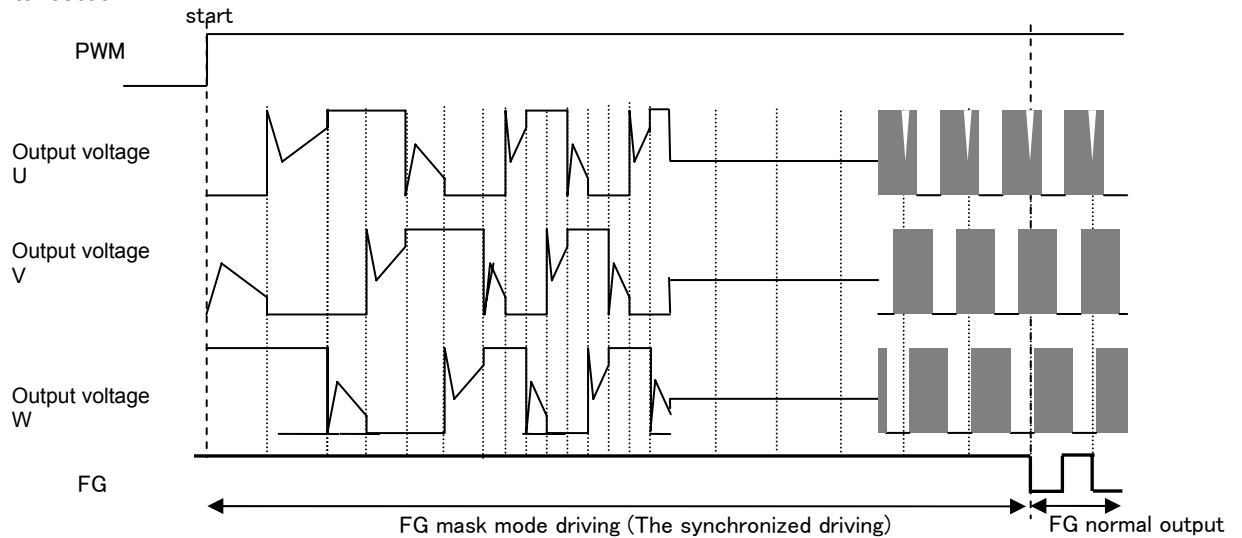 start
PWM
Output voltage
U
Output voltage
V
Output voltage
W
FG
FG mask mode driving (The synchronized driving)
FG normal output